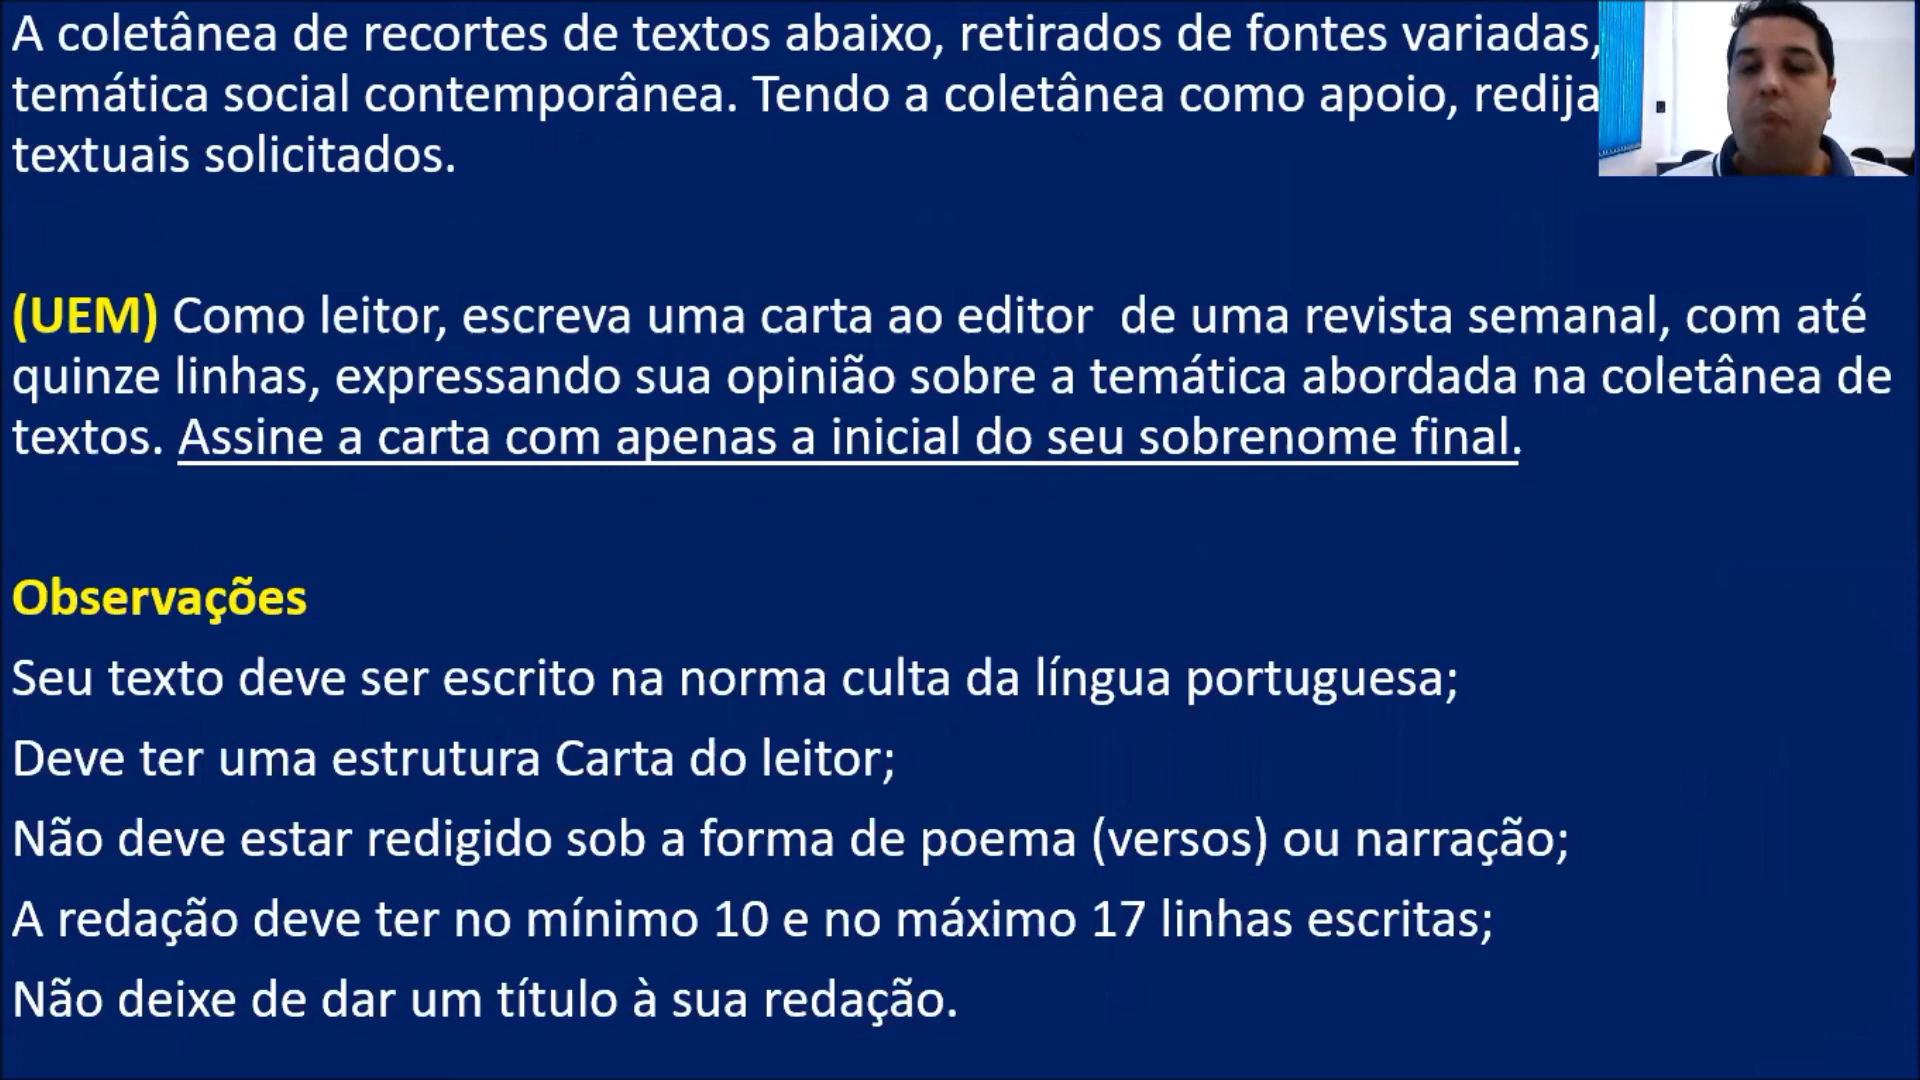 A coletânea de recortes de textos abaixo, retirados de fontes variadas,
temática social contemporânea. Tendo a coletânea como apoio, redija
textuais solicitados.
(UEM) Como leitor, escreva uma carta ao editor de uma revista semanal, com até
quinze linhas, expressando sua opinião sobre a temática abordada na coletânea de
textos. Assine a carta com apenas a inicial do seu sobrenome final.
Observações
Seu texto deve ser escrito na norma culta da língua portuguesa;
Deve ter uma estrutura Carta do leitor;
Não deve estar redigido sob a forma de poema (versos) ou narração;
A redação deve ter no mínimo 10 e no máximo 17 linhas escritas;
Não deixe de dar um título à sua redação.